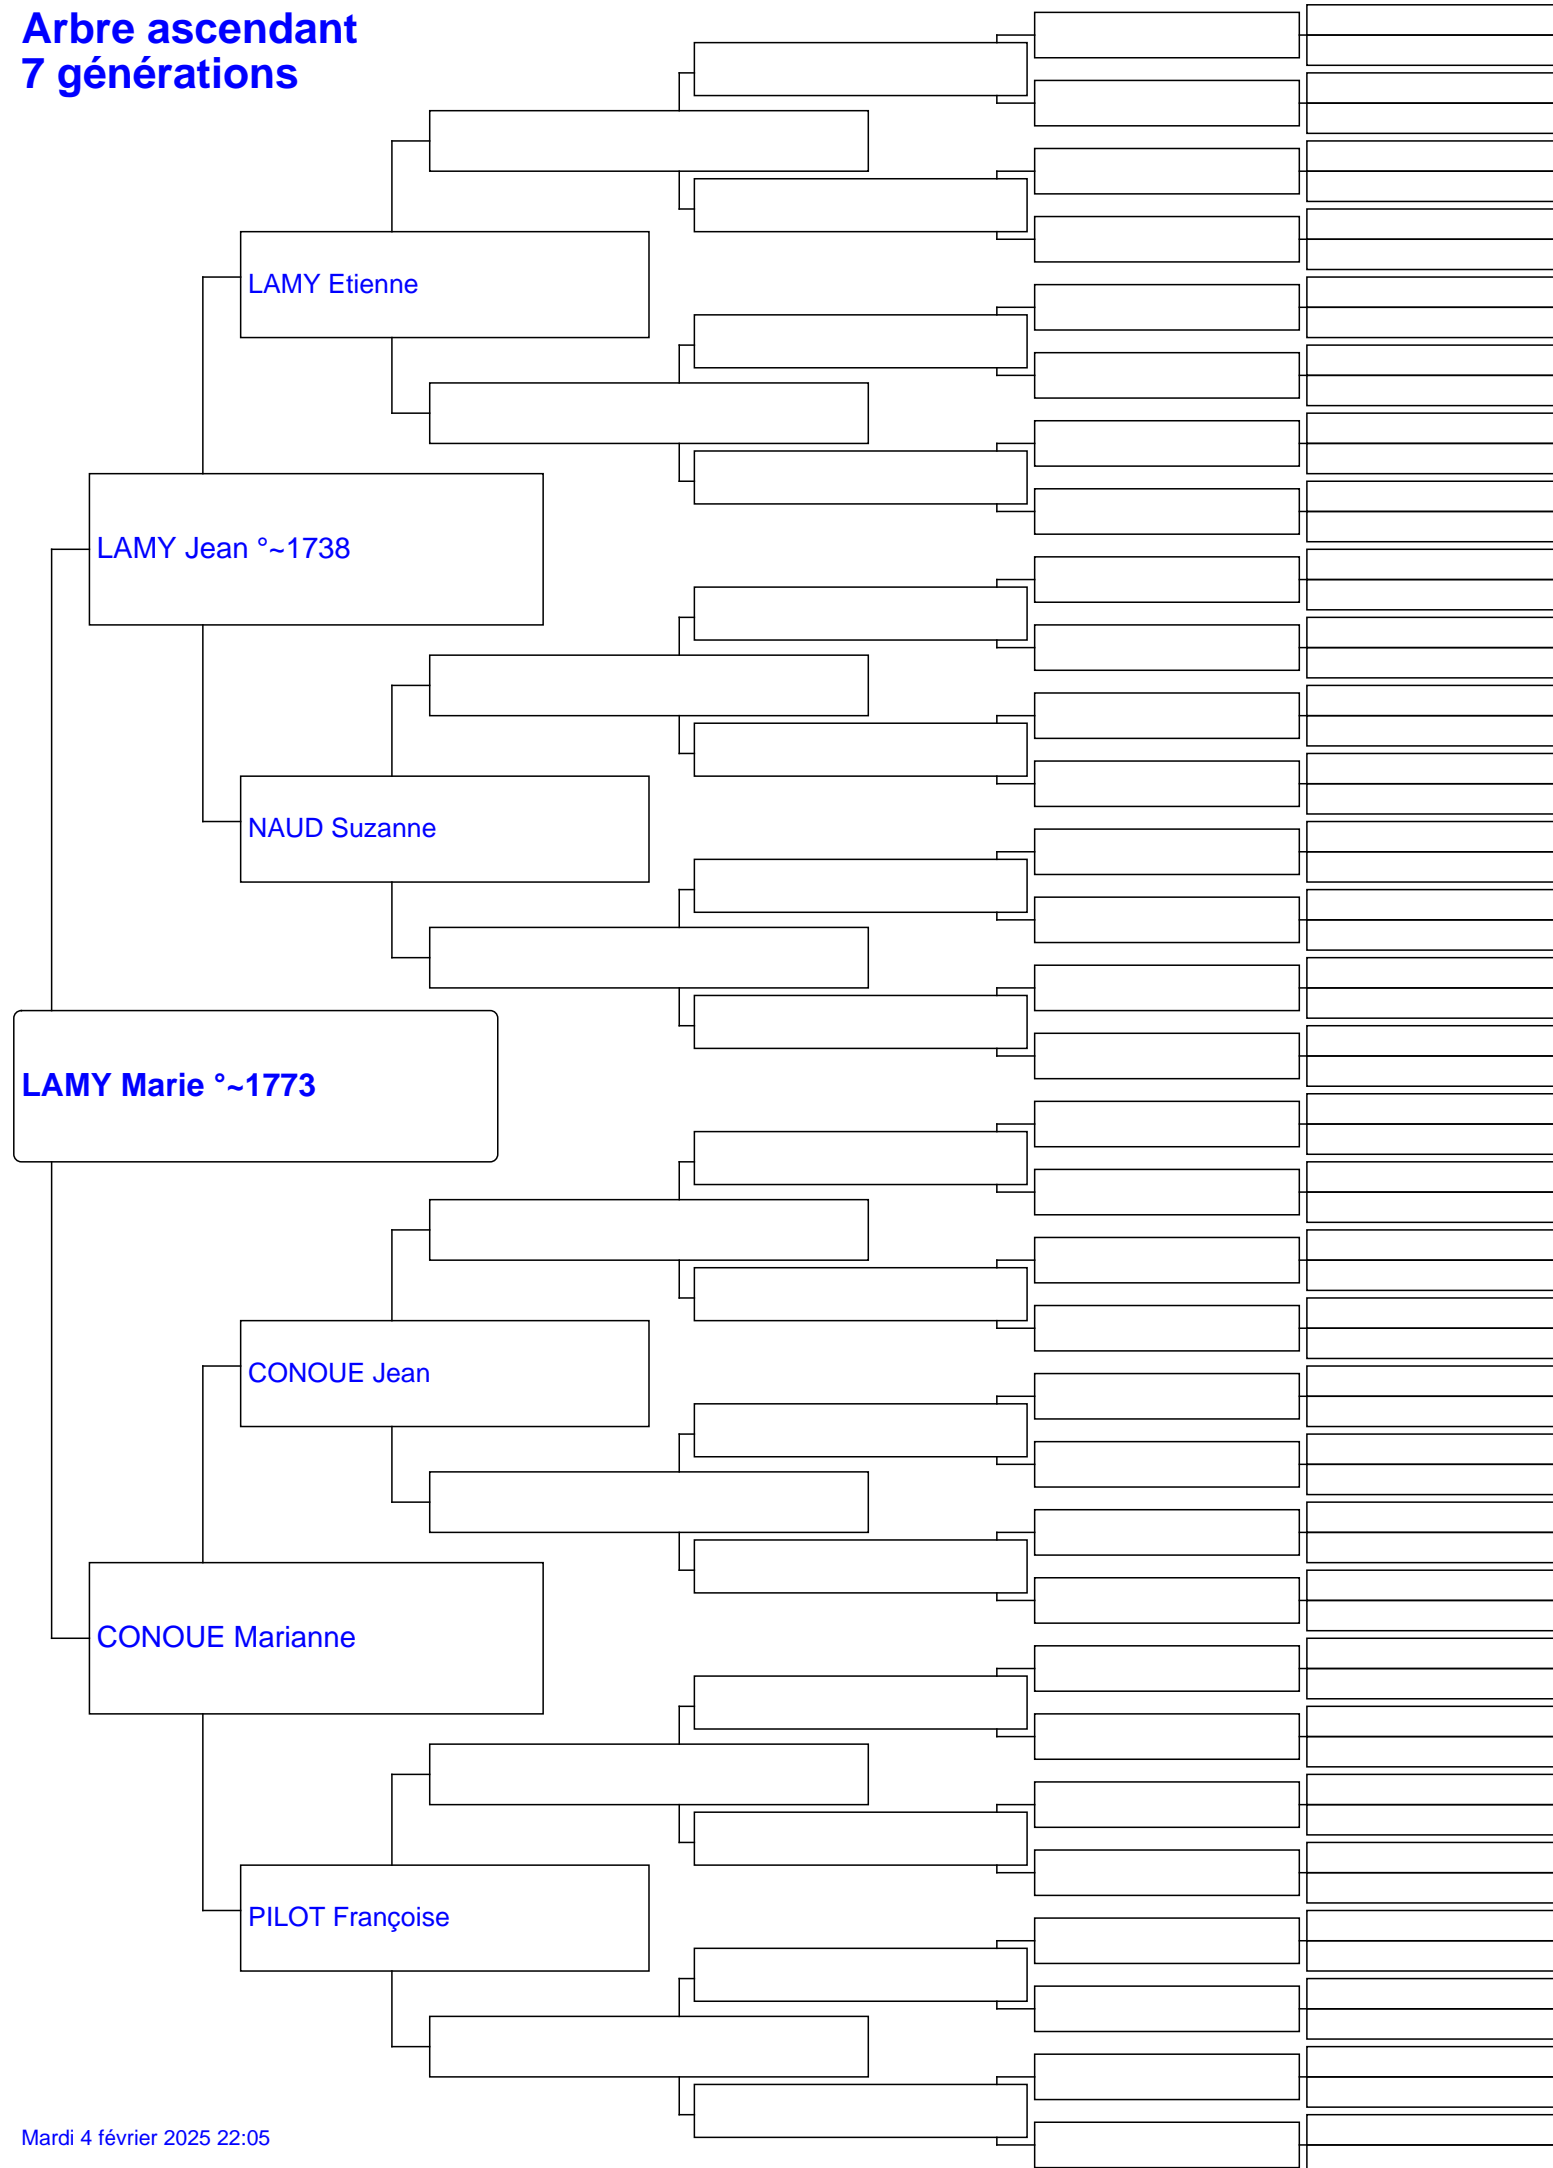 Arbre ascendant
7 générations
LAMY Etienne
LAMY Jean °~1738
NAUD Suzanne
LAMY Marie °~1773
CONOUE Jean
CONOUE Marianne
PILOT Françoise
Mardi 4 février 2025 22:05